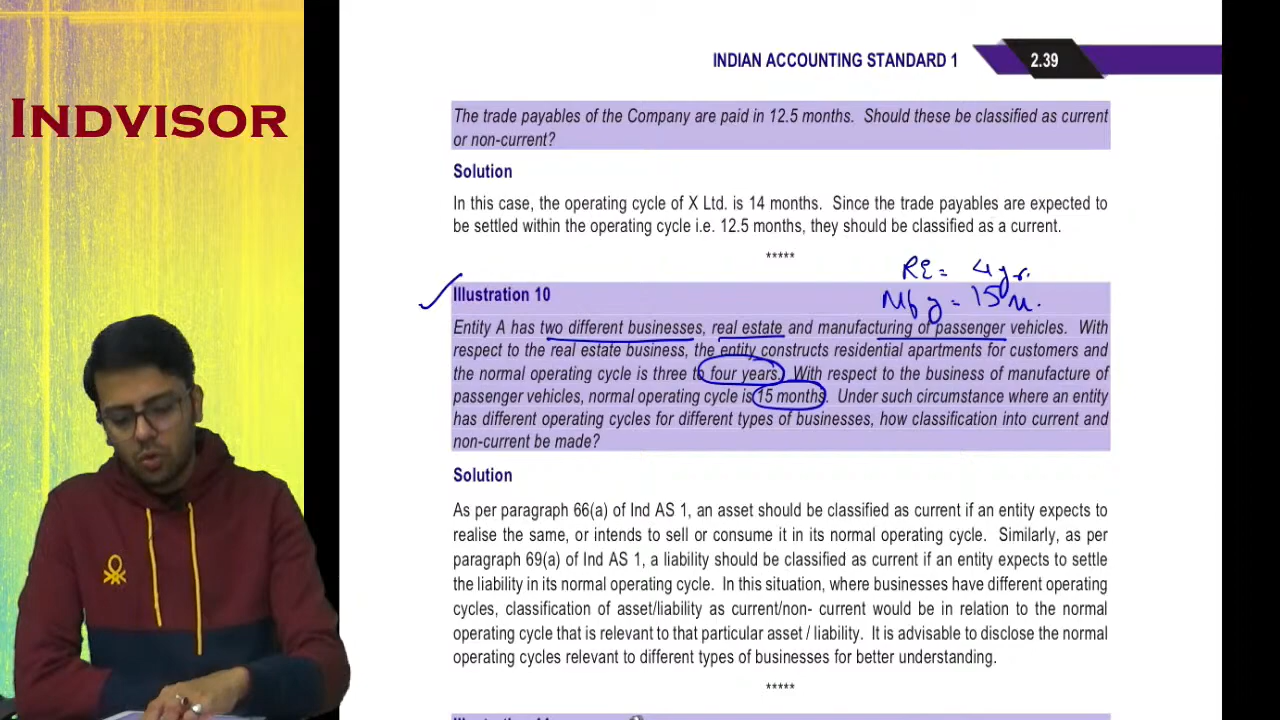 INDVISOR
INDIAN ACCOUNTING STANDARD 1
2.39
The trade payables of the Company are paid in 12.5 months. Should these be classified as current
or non-current?
Solution
In this case, the operating cycle of X Ltd. is 14 months. Since the trade payables are expected to
be settled within the operating cycle i.e. 12.5 months, they should be classified as a current.
*****
RE = 4 yr.
Mfg = 15 M.
Illustration 10
Entity A has two different businesses, real estate and manufacturing of passenger vehicles. With
respect to the real estate business, the entity constructs residential apartments for customers and
the normal operating cycle is three to four years. With respect to the business of manufacture of
passenger vehicles, normal operating cycle is 15 months. Under such circumstance where an entity
has different operating cycles for different types of businesses, how classification into current and
non-current be made?
Solution
As per paragraph 66(a) of Ind AS 1, an asset should be classified as current if an entity expects to
realise the same, or intends to sell or consume it in its normal operating cycle. Similarly, as per
paragraph 69(a) of Ind AS 1, a liability should be classified as current if an entity expects to settle
the liability in its normal operating cycle. In this situation, where businesses have different operating
cycles, classification of asset/liability as current/non- current would be in relation to the normal
operating cycle that is relevant to that particular asset / liability. It is advisable to disclose the normal
operating cycles relevant to different types of businesses for better understanding.
*****